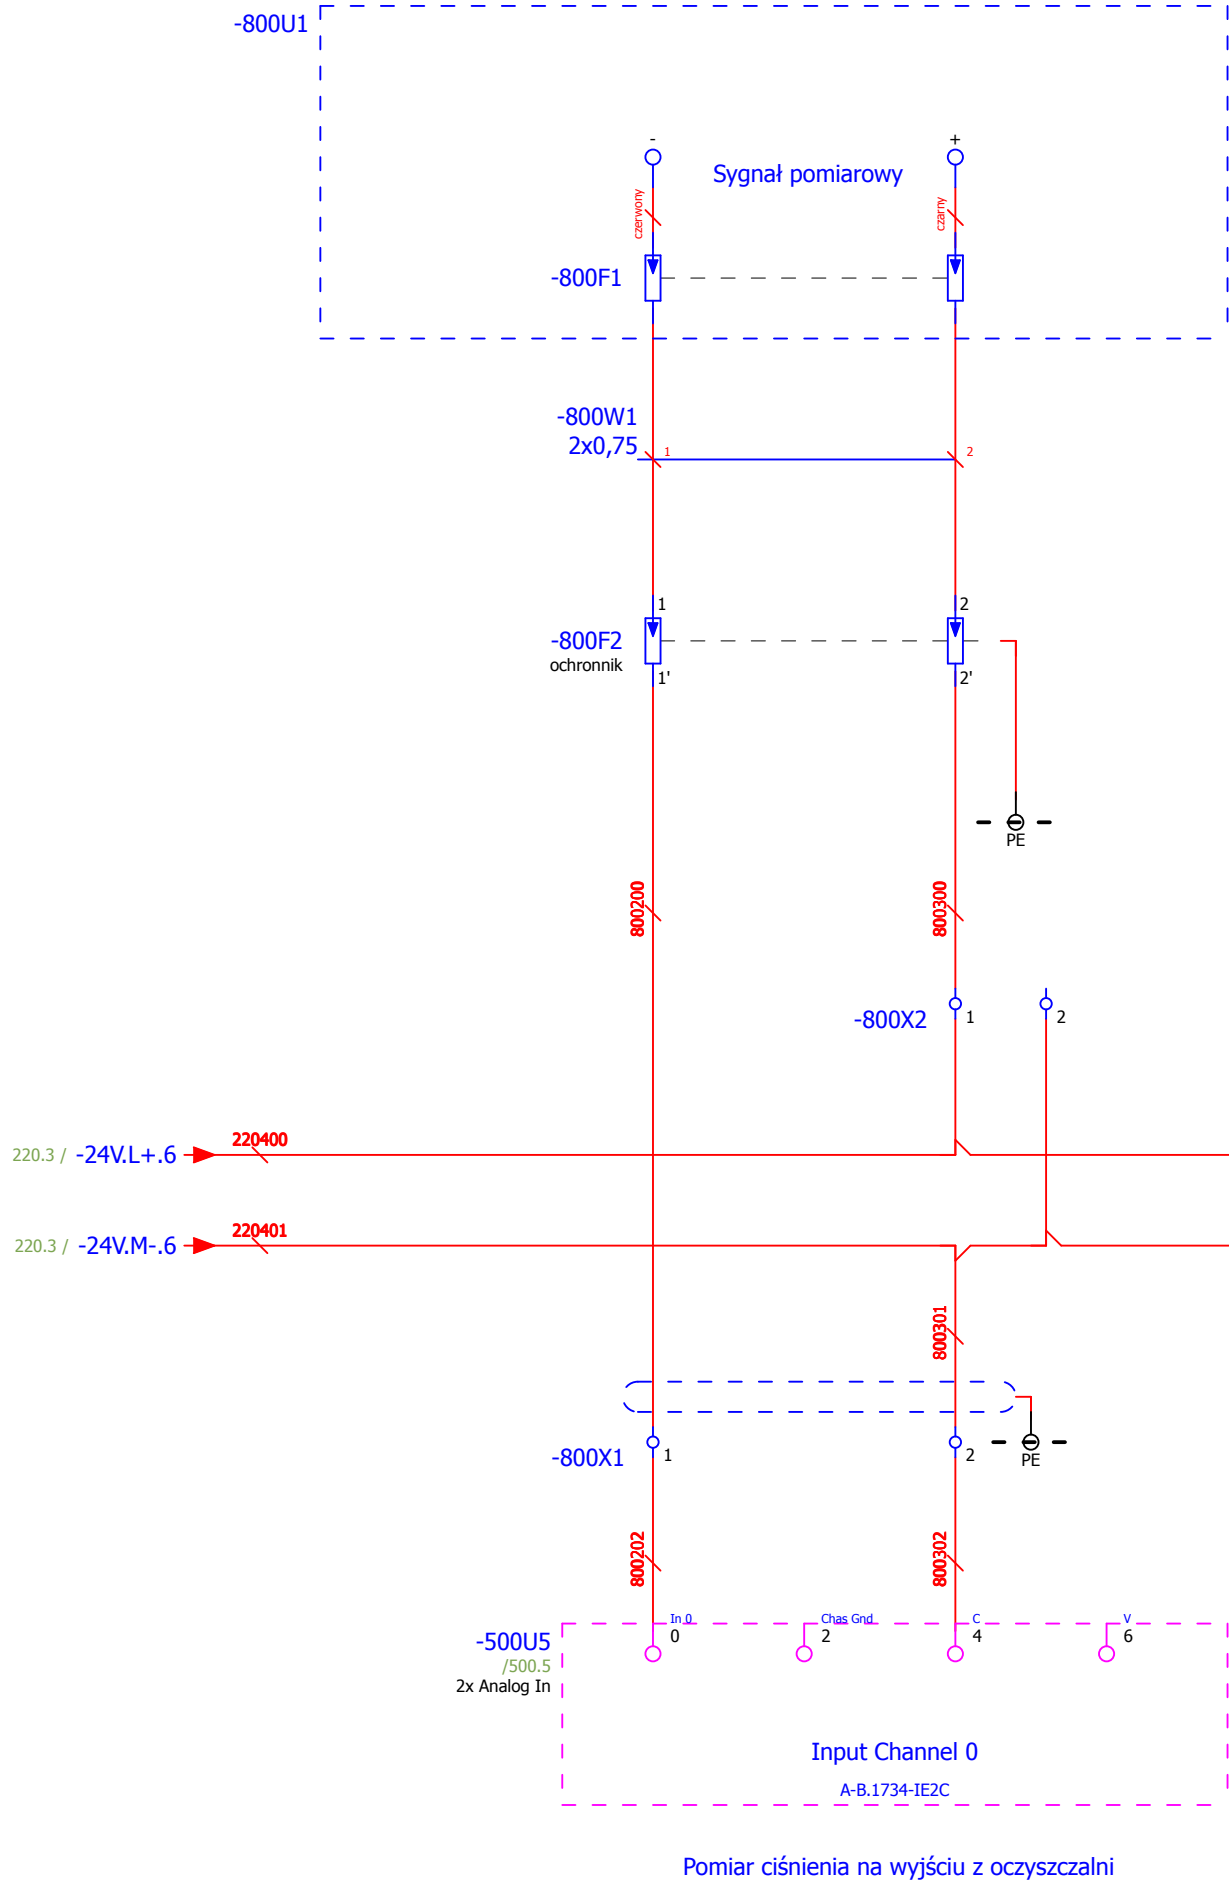 -800U1
- +
Sygnał pomiarowy
czerwony
czarny
-800F1
-800W1
2x0,75
1 2
1 2
-800F2
ochronnik
1' 2'
PE
800200
800300
-800X2
1 2
220400
220.3 / -24V.L+.6
220401
220.3 / -24V.M-.6
800301
-800X1
1 2
PE
800202
800302
In 0 Chas Gnd C V
0 2 4 6
-500U5
/500.5
2x Analog In
Input Channel 0
A-B.1734-IE2C
Pomiar ciśnienia na wyjściu z oczyszczalni